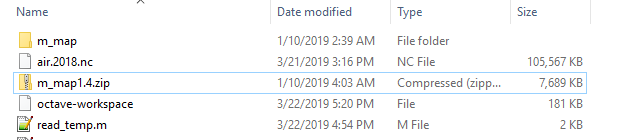 Name Date modified Type Size
m_map 1/10/2019 2:39 AM File folder
air.2018.nc 3/21/2019 3:16 PM NC File 105,567 KB
m_map1.4.zip 1/10/2019 4:03 AM Compressed (zipp... 7,689 KB
octave-workspace 3/22/2019 5:20 PM File 181 KB
read_temp.m 3/22/2019 4:54 PM M File 2 KB